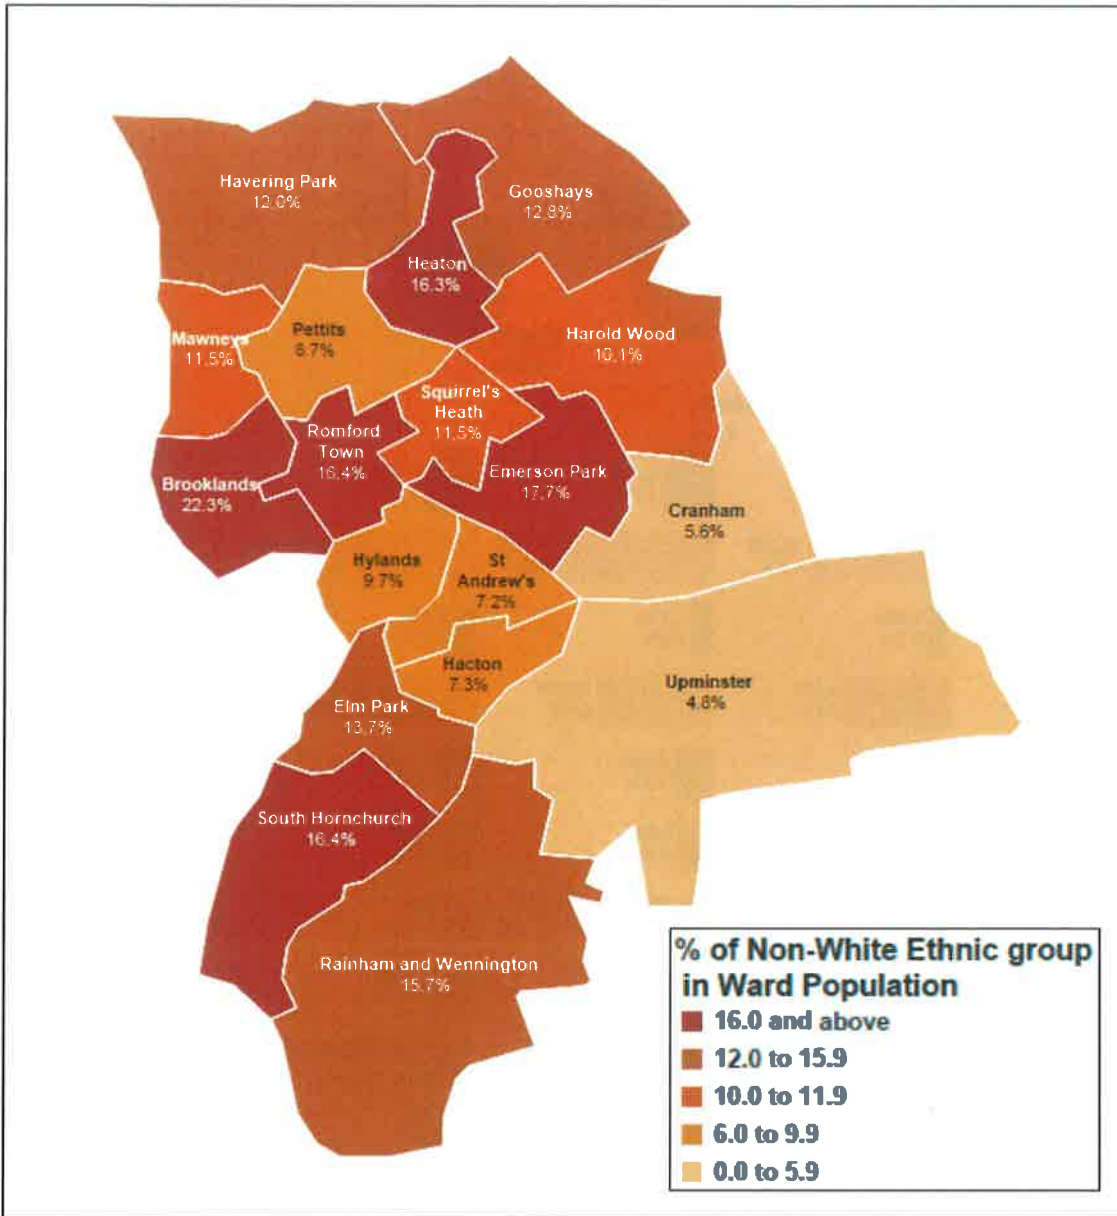 Havering Park
12.0%
Gooshays
12.8%
Heaton
16.3%
Mawneys
11.5%
Pettits
8.7%
Harold Wood
10.1%
Squirrel's
Heath
11.5%
Romford
Town
16.4%
Emerson Park
17.7%
Brooklands
22.3%
Cranham
5.6%
Hylands
9.7%
St
Andrew's
7.2%
Hacton
7.3%
Upminster
4.8%
Elm Park
13.7%
South Hornchurch
16.4%
Rainham and Wennington
15.7%
% of Non-White Ethnic group
in Ward Population
16.0 and above
12.0 to 15.9
10.0 to 11.9
6.0 to 9.9
0.0 to 5.9